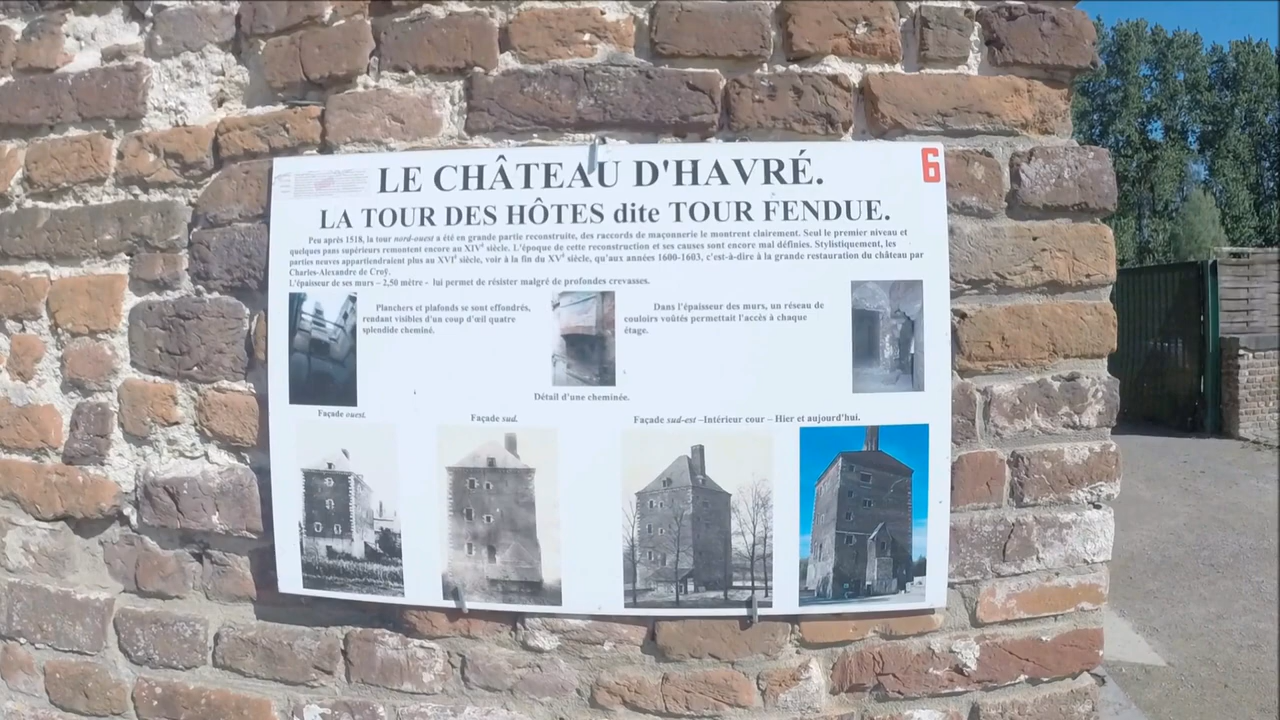 LE CHÂTEAU D'HAVRÉ.
6
LA TOUR DES HÔTES dite TOUR FENDUE.
Peu après 1518, la tour nord-ouest a été en grande partie reconstruite, des raccords de maçonnerie le montrent clairement. Seul le premier niveau et
quelques pans supérieurs remontent encore au XIVe siècle. L'époque de cette reconstruction et ses causes sont encore mal définies. Stylistiquement, les
parties neuves appartiendraient plus au XVIe siècle, voir à la fin du XVe siècle, qu'aux années 1600-1603, c'est-à-dire à la grande restauration du château par
Charles-Alexandre de Croÿ.
L'épaisseur de ses murs – 2,50 mètre - lui permet de résister malgré de profondes crevasses.
Planchers et plafonds se sont effondrés,
rendant visibles d'un coup d'œil quatre
splendide cheminé.
Dans l'épaisseur des murs, un réseau de
couloirs voûtés permettait l'accès à chaque
étage.
Détail d'une cheminée.
Façade ouest.
Façade sud.
Façade sud-est –Intérieur cour – Hier et aujourd'hui.